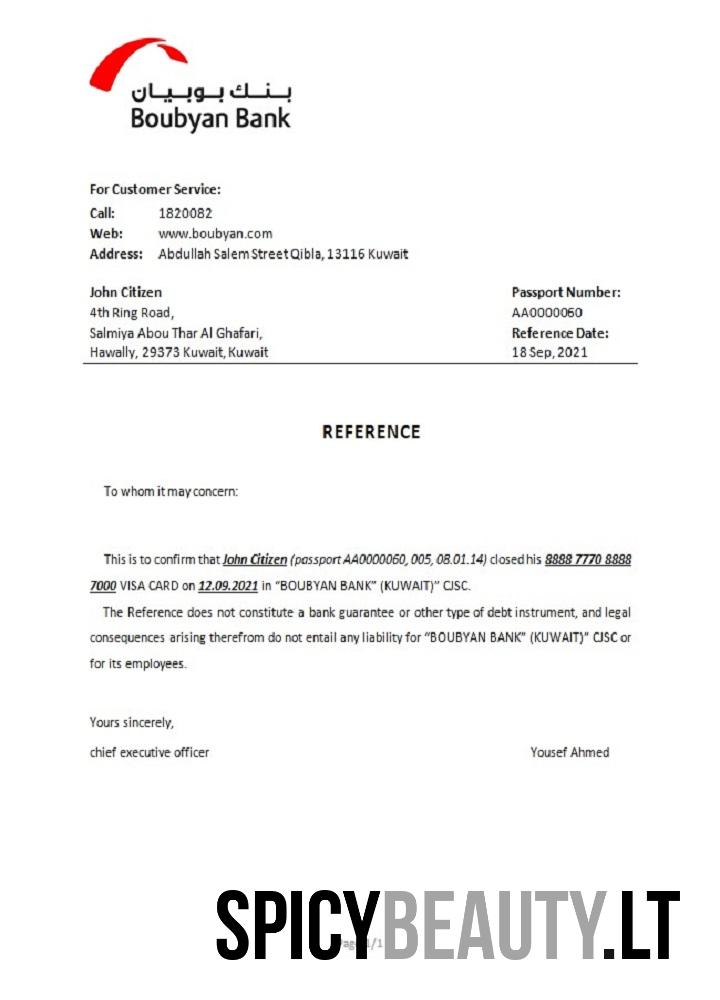 بنك بوبيان
Boubyan Bank
For Customer Service:
Call: 1820082
Web: www.boubyan.com
Address: Abdullah Salem Street Qibla, 13116 Kuwait
John Citizen Passport Number:
4th Ring Road, AA0000060
Salmiya Abou Thar Al Ghafari, Reference Date:
Hawally, 29373 Kuwait, Kuwait 18 Sep, 2021
REFERENCE
To whom it may concern:
This is to confirm that John Citizen (passport AA0000060, 005, 08.01.14) closed his 8888 7770 8888
7000 VISA CARD on 12.09.2021 in “BOUBYAN BANK” (KUWAIT)” CJSC.
The Reference does not constitute a bank guarantee or other type of debt instrument, and legal
consequences arising therefrom do not entail any liability for “BOUBYAN BANK” (KUWAIT)” CJSC or
for its employees.
Yours sincerely,
chief executive officer Yousef Ahmed
SPICYBEAUTY.LT
Page 1/1